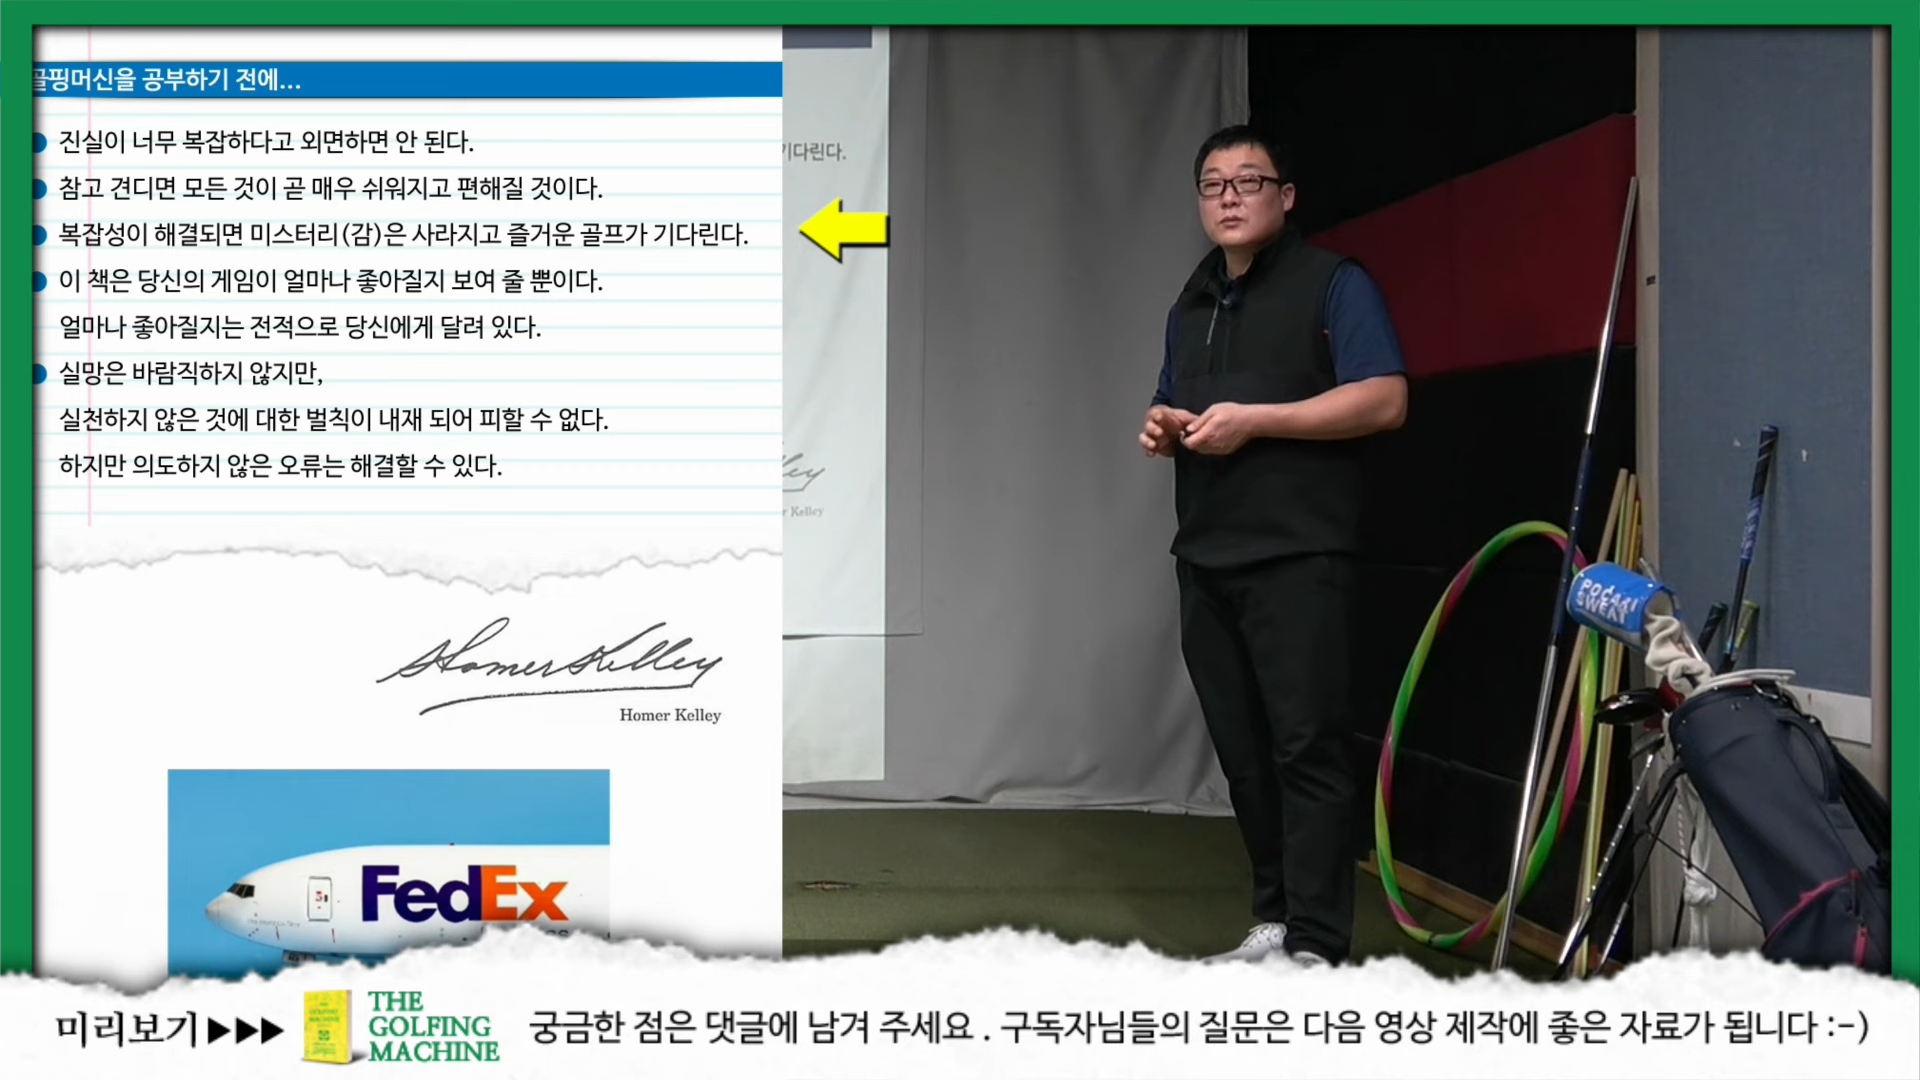 골핑머신을 공부하기 전에...
진실이 너무 복잡하다고 외면하면 안 된다.
참고 견디면 모든 것이 곧 매우 쉬워지고 편해질 것이다.
복잡성이 해결되면 미스터리(감)은 사라지고 즐거운 골프가 기다린다.
이 책은 당신의 게임이 얼마나 좋아질지 보여 줄 뿐이다.
얼마나 좋아질지는 전적으로 당신에게 달려 있다.
실망은 바람직하지 않지만,
실천하지 않은 것에 대한 벌칙이 내재 되어 피할 수 없다.
하지만 의도하지 않은 오류는 해결할 수 있다.
Homer Kelley
Homer Kelley
FedEx
기다린다.
Kelley
POCARI
SWEAT
미리보기▶▶▶
THE
GOLFING
MACHINE
궁금한 점은 댓글에 남겨 주세요 . 구독자님들의 질문은 다음 영상 제작에 좋은 자료가 됩니다 :-)